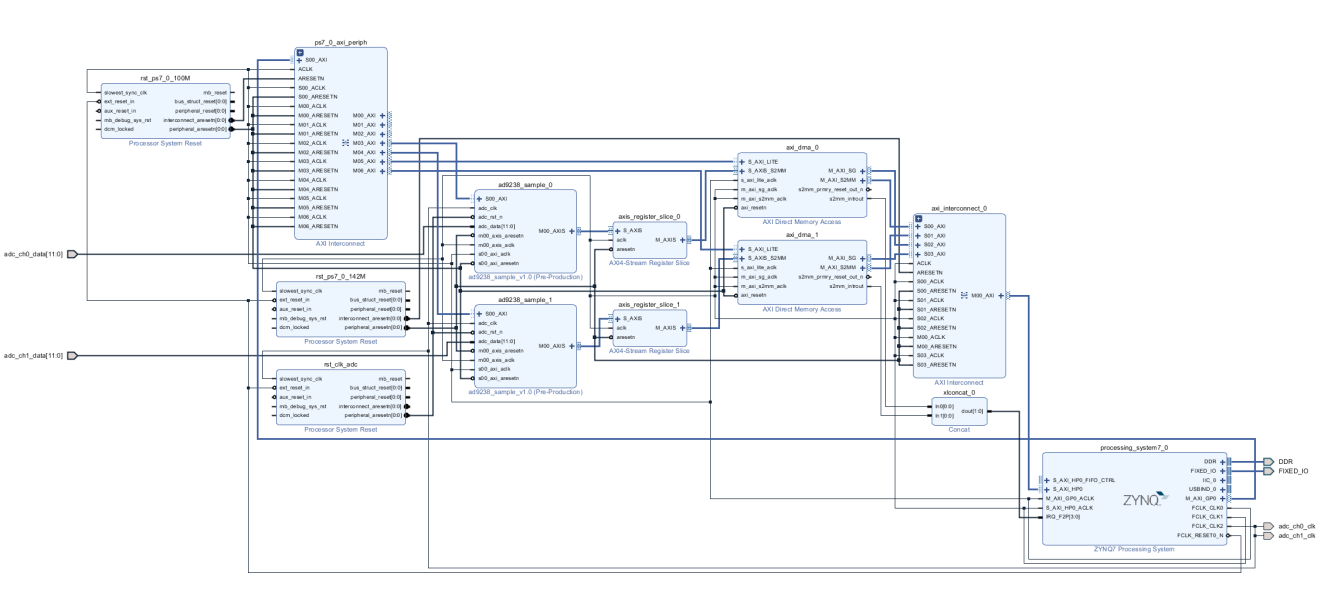 ps7_0_axi_periph
S00_AXI
ACLK
ARESETN
S00_ACLK
S00_ARESETN
M00_ACLK
M00_ARESETN
M01_ACLK
M01_ARESETN
M02_ACLK
M02_ARESETN
M03_ACLK
M03_ARESETN
M04_ACLK
M04_ARESETN
M05_ACLK
M05_ARESETN
M06_ACLK
M06_ARESETN
M00_AXI
M01_AXI
M02_AXI
M03_AXI
M04_AXI
M05_AXI
M06_AXI
AXI Interconnect
rst_ps7_0_100M
slowest_sync_clk
ext_reset_in
aux_reset_in
mb_debug_sys_rst
dcm_locked
mb_reset
bus_struct_reset[0:0]
peripheral_reset[0:0]
interconnect_aresetn[0:0]
peripheral_aresetn[0:0]
Processor System Reset
adc_ch0_data[11:0]
adc_ch1_data[11:0]
rst_ps7_0_142M
slowest_sync_clk
ext_reset_in
aux_reset_in
mb_debug_sys_rst
dcm_locked
mb_reset
bus_struct_reset[0:0]
peripheral_reset[0:0]
interconnect_aresetn[0:0]
peripheral_aresetn[0:0]
Processor System Reset
rst_clk_adc
slowest_sync_clk
ext_reset_in
aux_reset_in
mb_debug_sys_rst
dcm_locked
mb_reset
bus_struct_reset[0:0]
peripheral_reset[0:0]
interconnect_aresetn[0:0]
peripheral_aresetn[0:0]
Processor System Reset
ad9238_sample_0
S00_AXI
adc_clk
adc_rst_n
adc_data[11:0]
m00_axis_aresetn
m00_axis_aclk
s00_axi_aclk
s00_axi_aresetn
M00_AXIS
ad9238_sample_v1.0 (Pre-Production)
ad9238_sample_1
S00_AXI
adc_clk
adc_rst_n
adc_data[11:0]
m00_axis_aresetn
m00_axis_aclk
s00_axi_aclk
s00_axi_aresetn
M00_AXIS
ad9238_sample_v1.0 (Pre-Production)
axis_register_slice_0
S_AXIS
aclk
aresetn
M_AXIS
AXI4-Stream Register Slice
axis_register_slice_1
S_AXIS
aclk
aresetn
M_AXIS
AXI4-Stream Register Slice
axi_dma_0
S_AXI_LITE
S_AXIS_S2MM
s_axi_lite_aclk
m_axi_sg_aclk
m_axi_s2mm_aclk
axi_resetn
M_AXI_SG
M_AXI_S2MM
s2mm_prmry_reset_out_n
s2mm_introut
AXI Direct Memory Access
axi_dma_1
S_AXI_LITE
S_AXIS_S2MM
s_axi_lite_aclk
m_axi_sg_aclk
m_axi_s2mm_aclk
axi_resetn
M_AXI_SG
M_AXI_S2MM
s2mm_prmry_reset_out_n
s2mm_introut
AXI Direct Memory Access
axi_interconnect_0
S00_AXI
S01_AXI
S02_AXI
S03_AXI
ACLK
ARESETN
S00_ACLK
S00_ARESETN
S01_ACLK
S01_ARESETN
S02_ACLK
S02_ARESETN
M00_ACLK
M00_ARESETN
S03_ACLK
S03_ARESETN
M00_AXI
AXI Interconnect
xlconcat_0
In0[0:0]
In1[0:0]
dout[1:0]
Concat
processing_system7_0
S_AXI_HP0_FIFO_CTRL
S_AXI_HP0
M_AXI_GP0_ACLK
S_AXI_HP0_ACLK
IRQ_F2P[3:0]
ZYNQ
DDR
FIXED_IO
IIC_0
USBIND_0
M_AXI_GP0
FCLK_CLK0
FCLK_CLK1
FCLK_CLK2
FCLK_RESET0_N
ZYNQ7 Processing System
DDR
FIXED_IO
adc_ch0_clk
adc_ch1_clk